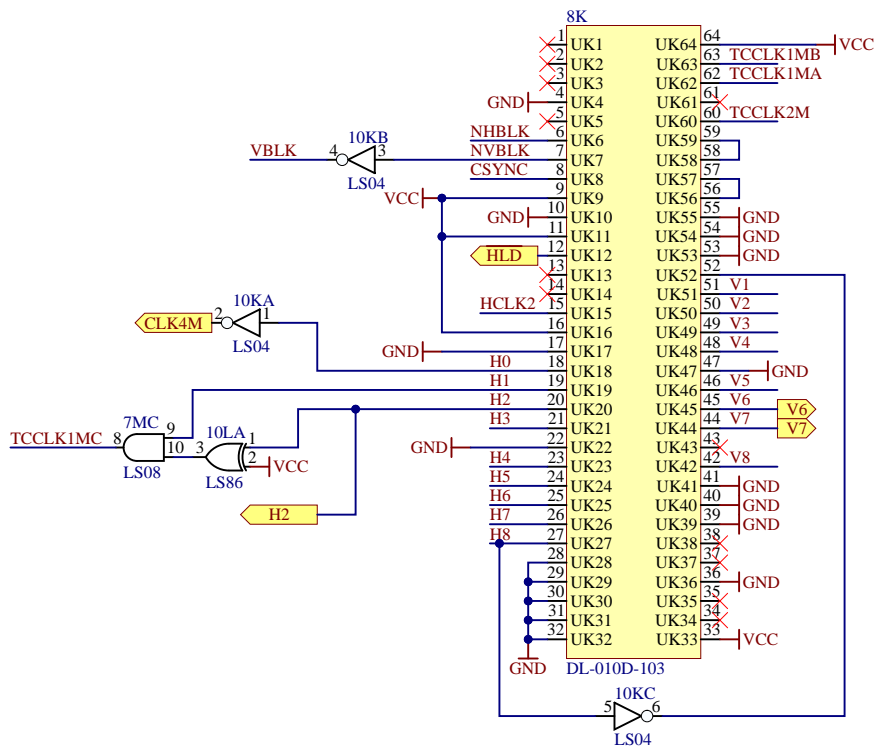 8K
1 UK1 UK64 64 VCC
2 UK2 UK63 63 TCCLK1MB
3 UK3 UK62 62 TCCLK1MA
GND 4 UK4 UK61 61
5 UK5 UK60 60 TCCLK2M
NHBLK 6 UK6 UK59 59
10KB
VBLK 4 3 NVBLK 7 UK7 UK58 58
LS04
CSYNC 8 UK8 UK57 57
VCC 9 UK9 UK56 56
GND 10 UK10 UK55 55 GND
11 UK11 UK54 54 GND
HLD 12 UK12 UK53 53 GND
13 UK13 UK52 52
14 UK14 UK51 51 V1
10KA
HCLK2 15 UK15 UK50 50 V2
CLK4M 2 1
16 UK16 UK49 49 V3
LS04
GND 17 UK17 UK48 48 V4
H0 18 UK18 UK47 47 GND
H1 19 UK19 UK46 46 V5
H2 20 UK20 UK45 45 V6 V6
7MC 10LA
H3 21 UK21 UK44 44 V7 V7
TCCLK1MC 8 9 10 3 1 2 VCC
GND 22 UK22 UK43 43
H4 23 UK23 UK42 42 V8
LS08 LS86
H5 24 UK24 UK41 41 GND
H6 25 UK25 UK40 40 GND
H2
H7 26 UK26 UK39 39 GND
H8 27 UK27 UK38 38
28 UK28 UK37 37
29 UK29 UK36 36 GND
30 UK30 UK35 35
31 UK31 UK34 34
32 UK32 UK33 33 VCC
GND DL-010D-103
10KC
5 6
LS04